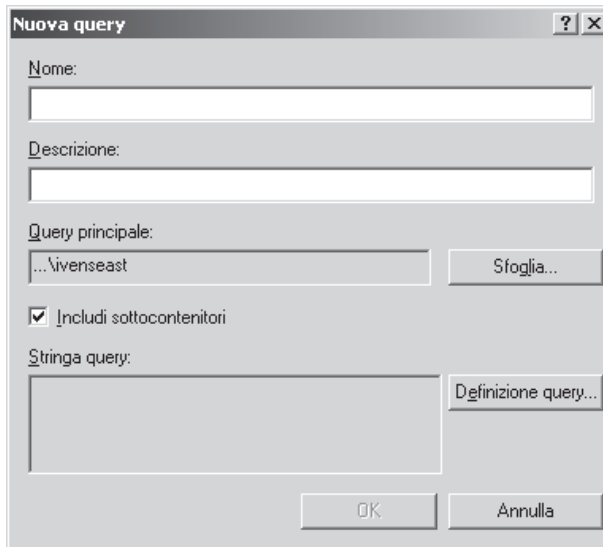 Nuova query
Nome:
Descrizione:
Query principale:
...\ivenseast
Sfoglia...
Includi sottocontenitori
Stringa query:
Definizione query...
OK
Annulla